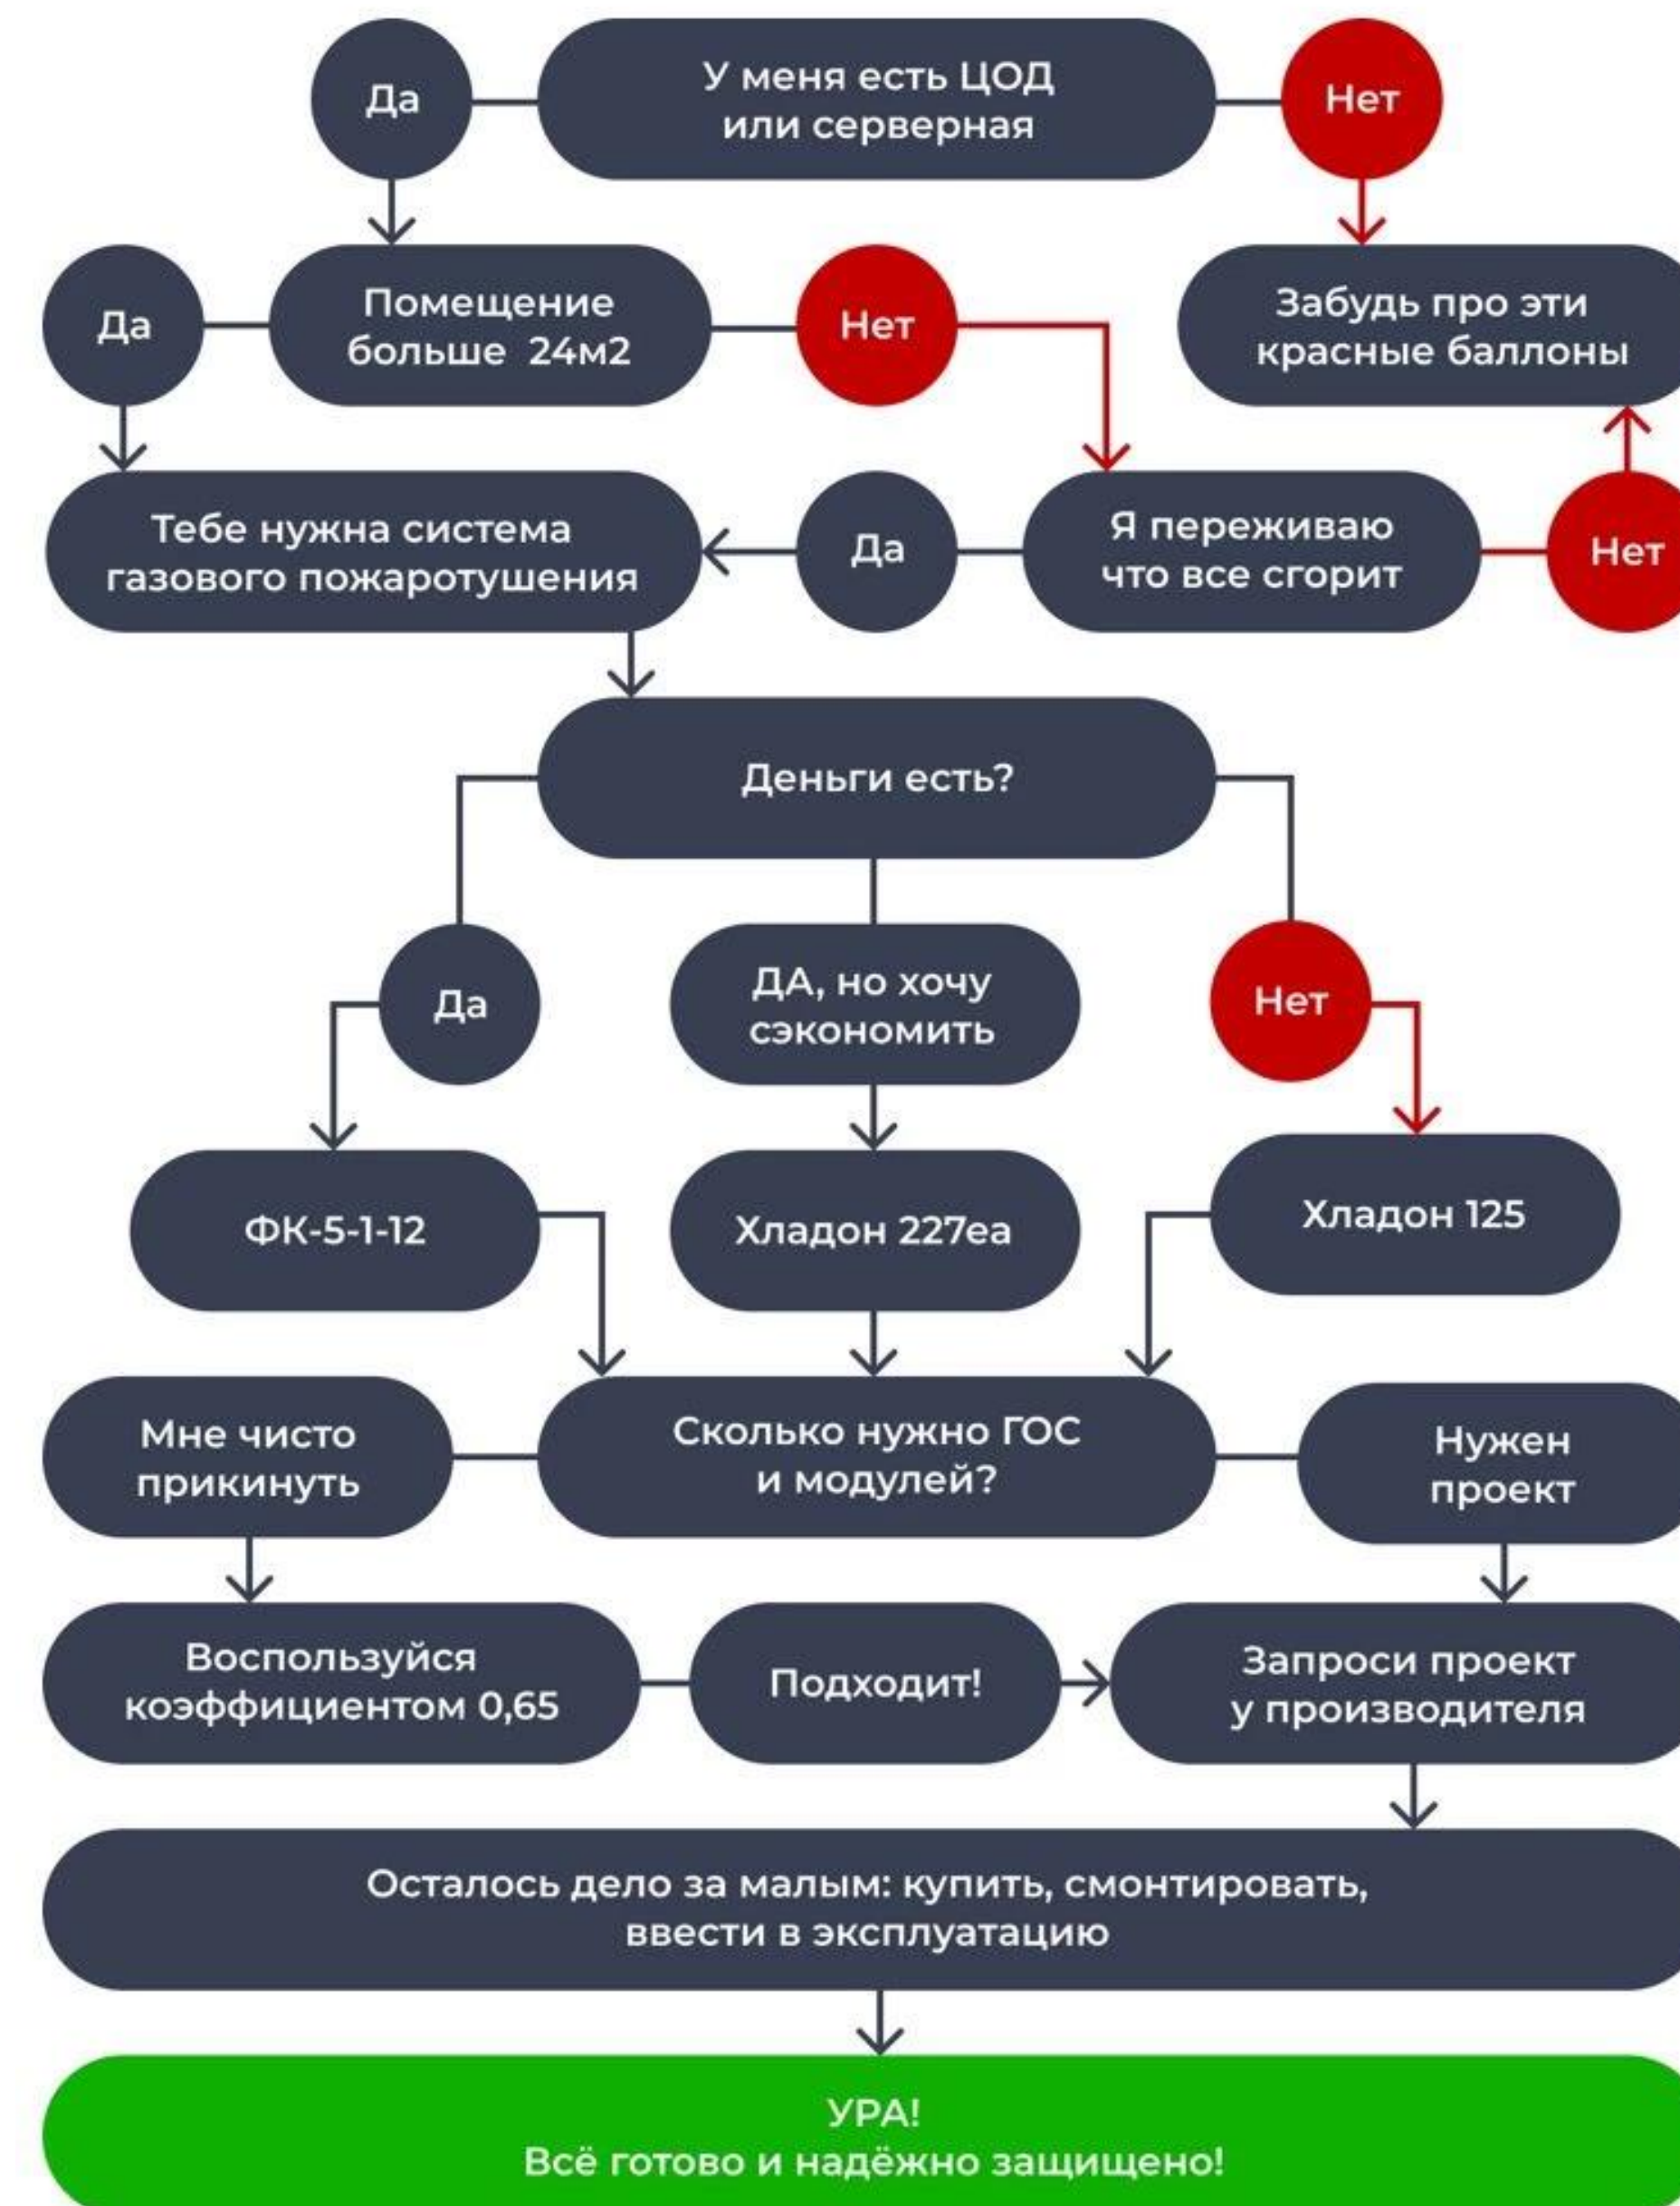 Да
У меня есть ЦОД
или серверная
Нет
Да
Помещение
больше 24м2
Нет
Забудь про эти
красные баллоны
Тебе нужна система
газового пожаротушения
Да
Я переживаю
что все сгорит
Нет
Деньги есть?
Да
ДА, но хочу
сэкономить
Нет
ФК-5-1-12
Хладон 227еа
Хладон 125
Мне чисто
прикинуть
Сколько нужно ГОС
и модулей?
Нужен
проект
Воспользуйся
коэффициентом 0,65
Подходит!
Запроси проект
у производителя
Осталось дело за малым: купить, смонтировать,
ввести в эксплуатацию
УРА!
Всё готово и надёжно защищено!